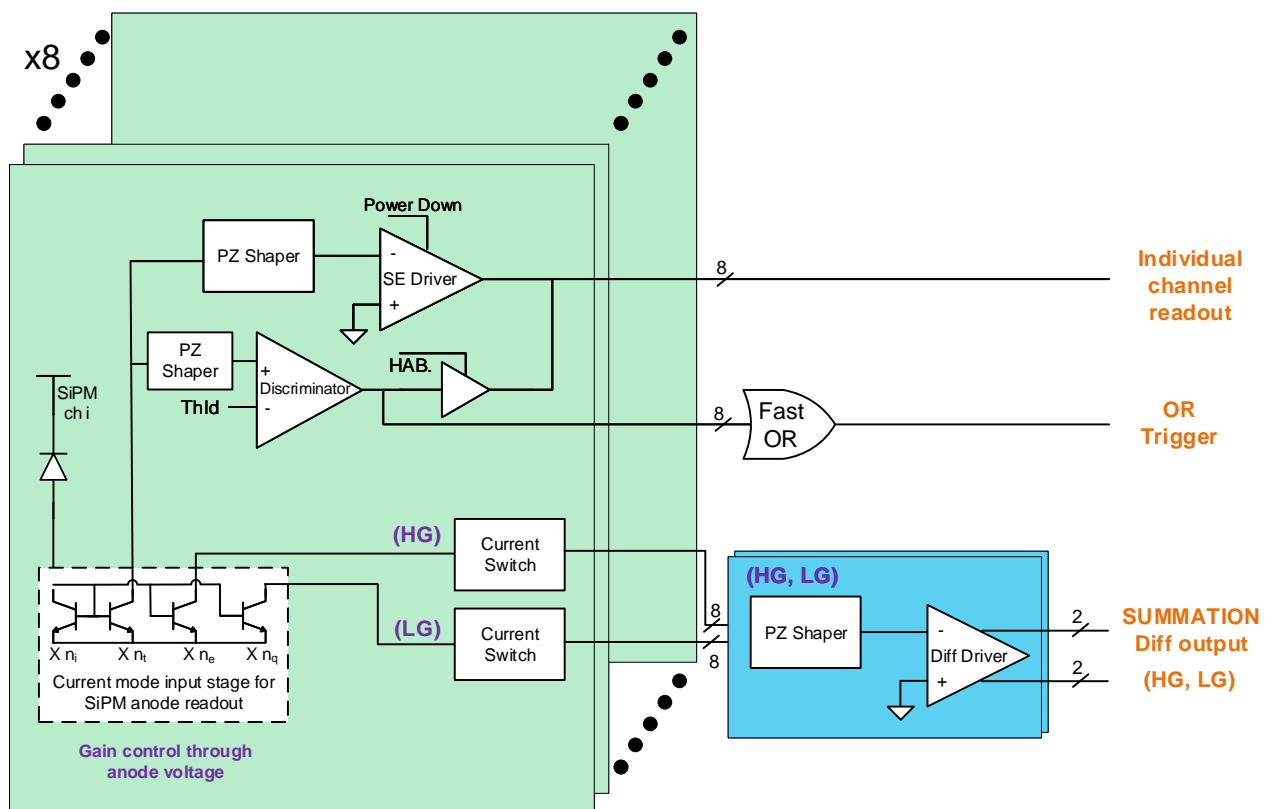 x8
Power Down
PZ Shaper
-
SE Driver
+
8
Individual
channel
readout
PZ
Shaper
+
Discriminator
-
Thld
HAB.
8
Fast
OR
OR
Trigger
SiPM
ch i
(HG)
Current
Switch
(LG)
Current
Switch
8
8
(HG, LG)
PZ Shaper
-
Diff Driver
+
2
2
SUMMATION
Diff output
(HG, LG)
X ni X nt X ne X nq
Current mode input stage for
SiPM anode readout
Gain control through
anode voltage